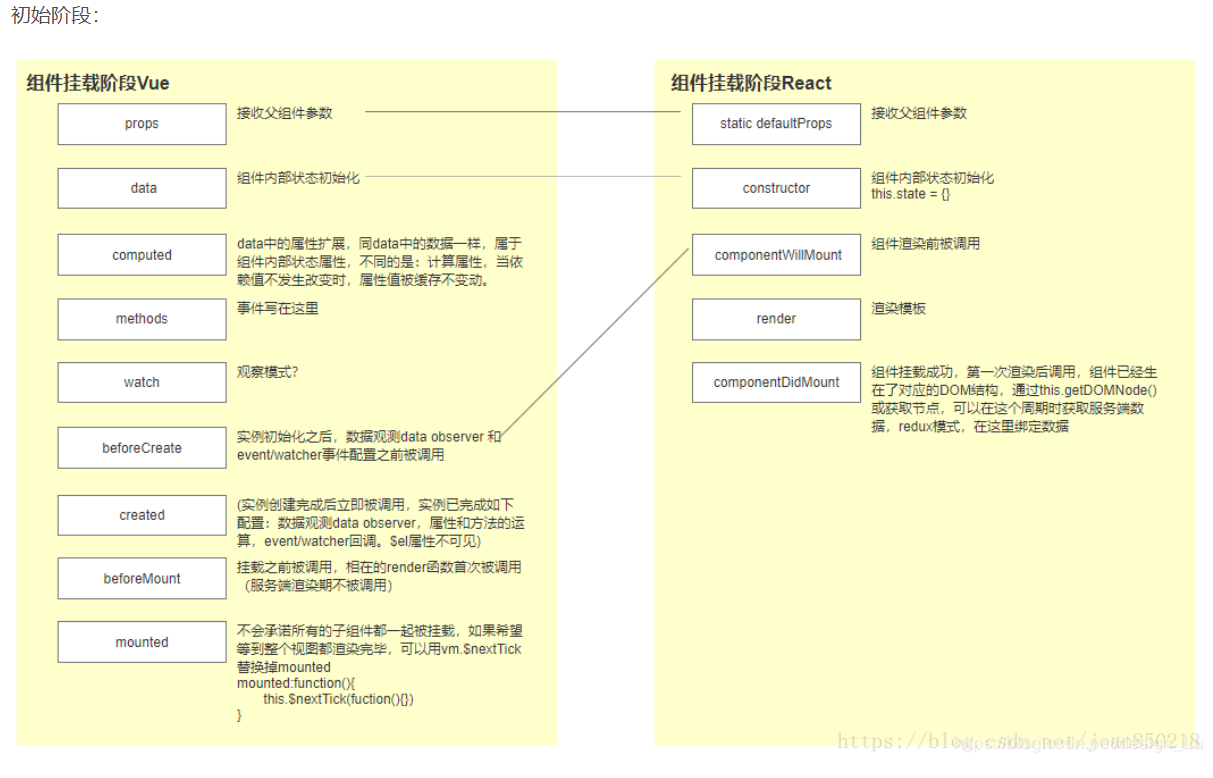 初始阶段：
组件挂载阶段Vue
props
接收父组件参数
data
组件内部状态初始化
computed
data中的属性扩展，同data中的数据一样，属于
组件内部状态属性，不同的是：计算属性，当依
赖值不发生改变时，属性值被缓存不变动。
methods
事件写在这里
watch
观察模式？
beforeCreate
实例初始化之后，数据观测data observer 和
event/watcher事件配置之前被调用
created
(实例创建完成后立即被调用，实例已完成如下
配置：数据观测data observer，属性和方法的运
算，event/watcher回调。$el属性不可见)
beforeMount
挂载之前被调用，相在的render函数首次被调用
（服务端渲染期不被调用）
mounted
不会承诺所有的子组件都一起被挂载，如果希望
等到整个视图都渲染完毕，可以用vm.$nextTick
替换掉mounted
mounted:function(){
this.$nextTick(fuction(){})
}
组件挂载阶段React
static defaultProps
接收父组件参数
constructor
组件内部状态初始化
this.state = {}
componentWillMount
组件渲染前被调用
render
渲染模板
componentDidMount
组件挂载成功，第一次渲染后调用，组件已经生
在了对应的DOM结构，通过this.getDOMNode()
或获取节点，可以在这个周期时获取服务端数
据，redux模式，在这里绑定数据
https://blog.csdn.net/joan850218